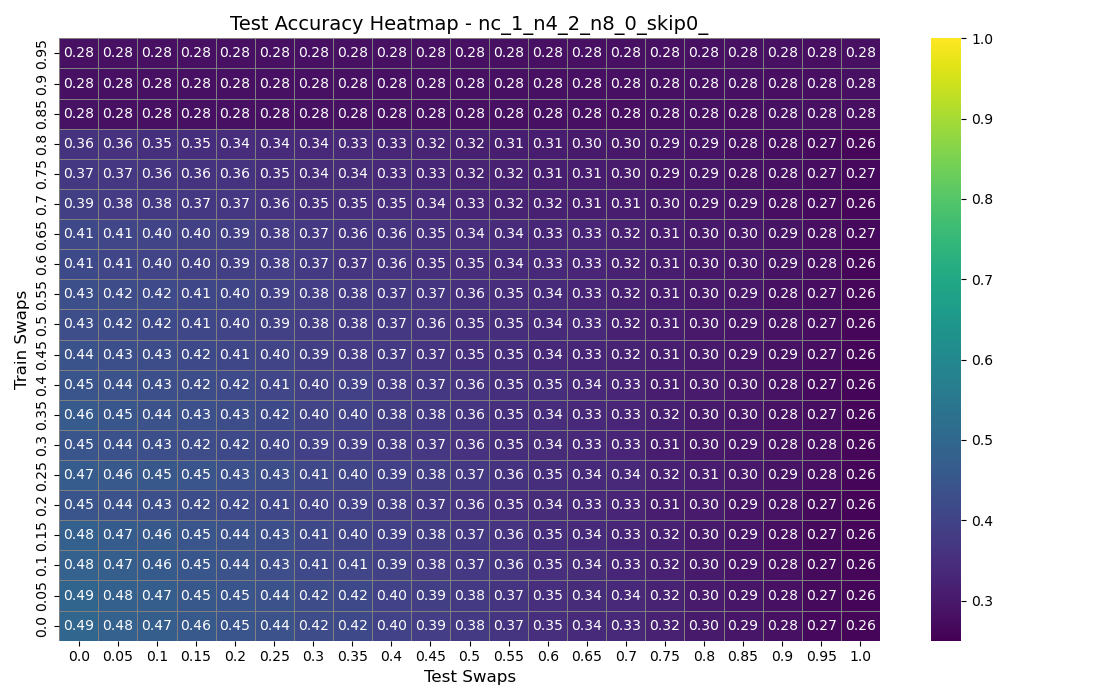 Test Accuracy Heatmap - nc_1_n4_2_n8_0_skip0_
0.95 0.28 0.28 0.28 0.28 0.28 0.28 0.28 0.28 0.28 0.28 0.28 0.28 0.28 0.28 0.28 0.28 0.28 0.28 0.28 0.28 0.28
0.9 0.28 0.28 0.28 0.28 0.28 0.28 0.28 0.28 0.28 0.28 0.28 0.28 0.28 0.28 0.28 0.28 0.28 0.28 0.28 0.28 0.28
0.85 0.28 0.28 0.28 0.28 0.28 0.28 0.28 0.28 0.28 0.28 0.28 0.28 0.28 0.28 0.28 0.28 0.28 0.28 0.28 0.28 0.28
0.8 0.36 0.36 0.35 0.35 0.34 0.34 0.34 0.33 0.33 0.32 0.32 0.31 0.31 0.30 0.30 0.29 0.29 0.28 0.28 0.27 0.26
0.75 0.37 0.37 0.36 0.36 0.36 0.35 0.34 0.34 0.33 0.33 0.32 0.32 0.31 0.31 0.30 0.29 0.29 0.28 0.28 0.27 0.27
0.7 0.39 0.38 0.38 0.37 0.37 0.36 0.35 0.35 0.35 0.34 0.33 0.32 0.32 0.31 0.31 0.30 0.29 0.29 0.28 0.27 0.26
0.65 0.41 0.41 0.40 0.40 0.39 0.38 0.37 0.36 0.36 0.35 0.34 0.34 0.33 0.33 0.32 0.31 0.30 0.30 0.29 0.28 0.27
0.6 0.41 0.41 0.40 0.40 0.39 0.38 0.37 0.37 0.36 0.35 0.35 0.34 0.33 0.33 0.32 0.31 0.30 0.30 0.29 0.28 0.26
0.55 0.43 0.42 0.42 0.41 0.40 0.39 0.38 0.38 0.37 0.37 0.36 0.35 0.34 0.33 0.32 0.31 0.30 0.29 0.28 0.27 0.26
0.5 0.43 0.42 0.42 0.41 0.40 0.39 0.38 0.38 0.37 0.36 0.35 0.35 0.34 0.33 0.32 0.31 0.30 0.29 0.28 0.27 0.26
0.45 0.44 0.43 0.43 0.42 0.41 0.40 0.39 0.38 0.37 0.37 0.35 0.35 0.34 0.33 0.32 0.31 0.30 0.29 0.29 0.27 0.26
0.4 0.45 0.44 0.43 0.42 0.42 0.41 0.40 0.39 0.38 0.37 0.36 0.35 0.35 0.34 0.33 0.31 0.30 0.30 0.28 0.27 0.26
0.35 0.46 0.45 0.44 0.43 0.43 0.42 0.40 0.40 0.38 0.38 0.36 0.35 0.34 0.33 0.33 0.32 0.30 0.30 0.28 0.27 0.26
0.3 0.45 0.44 0.43 0.42 0.42 0.40 0.39 0.39 0.38 0.37 0.36 0.35 0.34 0.33 0.33 0.31 0.30 0.29 0.28 0.28 0.26
0.25 0.47 0.46 0.45 0.45 0.43 0.43 0.41 0.40 0.39 0.38 0.37 0.36 0.35 0.34 0.34 0.32 0.31 0.30 0.29 0.28 0.26
0.2 0.45 0.44 0.43 0.42 0.42 0.41 0.40 0.39 0.38 0.37 0.36 0.35 0.34 0.33 0.33 0.31 0.30 0.29 0.28 0.27 0.26
0.15 0.48 0.47 0.46 0.45 0.44 0.43 0.41 0.40 0.39 0.38 0.37 0.36 0.35 0.34 0.33 0.32 0.30 0.29 0.28 0.27 0.26
0.1 0.48 0.47 0.46 0.45 0.44 0.43 0.41 0.41 0.39 0.38 0.37 0.36 0.35 0.34 0.33 0.32 0.30 0.29 0.28 0.27 0.26
0.05 0.49 0.48 0.47 0.45 0.45 0.44 0.42 0.42 0.40 0.39 0.38 0.37 0.35 0.34 0.34 0.32 0.30 0.29 0.28 0.27 0.26
0.0 0.49 0.48 0.47 0.46 0.45 0.44 0.42 0.42 0.40 0.39 0.38 0.37 0.35 0.34 0.33 0.32 0.30 0.29 0.28 0.27 0.26
0.0 0.05 0.1 0.15 0.2 0.25 0.3 0.35 0.4 0.45 0.5 0.55 0.6 0.65 0.7 0.75 0.8 0.85 0.9 0.95 1.0
Test Swaps
Train Swaps
1.0
0.9
0.8
0.7
0.6
0.5
0.4
0.3